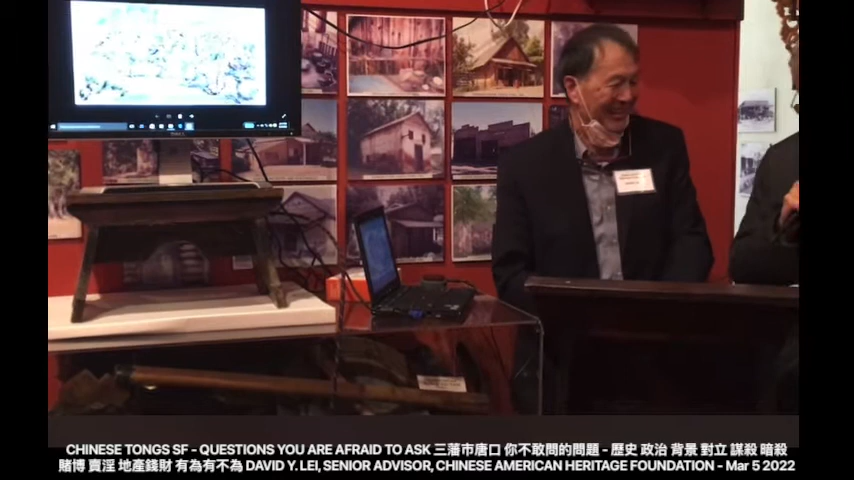 CHINESE TONGS SF - QUESTIONS YOU ARE AFRAID TO ASK 三藩市唐口 你不敢問的問題 - 歷史 政治 背景 對立 謀殺 暗殺
賭博 賣淫 地產錢財 有為有不為 DAVID Y. LEI, SENIOR ADVISOR, CHINESE AMERICAN HERITAGE FOUNDATION - Mar 5 2022